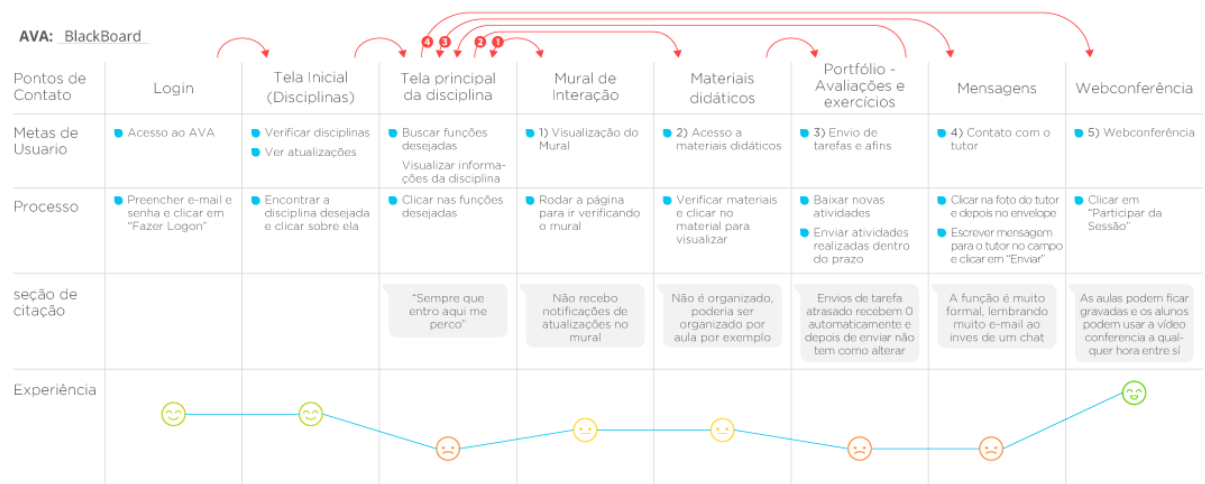 AVA: BlackBoard
4 3 2 1
Pontos de
Contato
Login
Tela Inicial
(Disciplinas)
Tela principal
da disciplina
Mural de
Interação
Materiais
didáticos
Portfólio -
Avaliações e
exercícios
Mensagens
Webconferência
Metas de
Usuario
Acesso ao AVA
Verificar disciplinas
Ver atualizações
Buscar funções
desejadas
Visualizar informa-
ções da disciplina
1) Visualização do
Mural
2) Acesso a
materiais didáticos
3) Envio de
tarefas e afins
4) Contato com o
tutor
5) Webconferência
Processo
Preencher e-mail e
senha e clicar em
“Fazer Logon”
Encontrar a
disciplina desejada
e clicar sobre ela
Clicar nas funções
desejadas
Rodar a página
para ir verificando
o mural
Verificar materiais
e clicar no
material para
visualizar
Baixar novas
atividades
Enviar atividades
realizadas dentro
do prazo
Clicar na foto do tutor
e depois no envelope
Escrever mensagem
para o tutor no campo
e clicar em “Enviar”
Clicar em
“Participar da
Sessão”
seção de
citação
“Sempre que
entro aqui me
perco”
Não recebo
notificações de
atualizações no
mural
Não é organizado,
poderia ser
organizado por
aula por exemplo
Envios de tarefa
atrasado recebem 0
automaticamente e
depois de enviar não
tem como alterar
A função é muito
formal, lembrando
muito e-mail ao
inves de um chat
As aulas podem ficar
gravadas e os alunos
podem usar a vídeo
conferencia a qual-
quer hora entre sí
Experiência